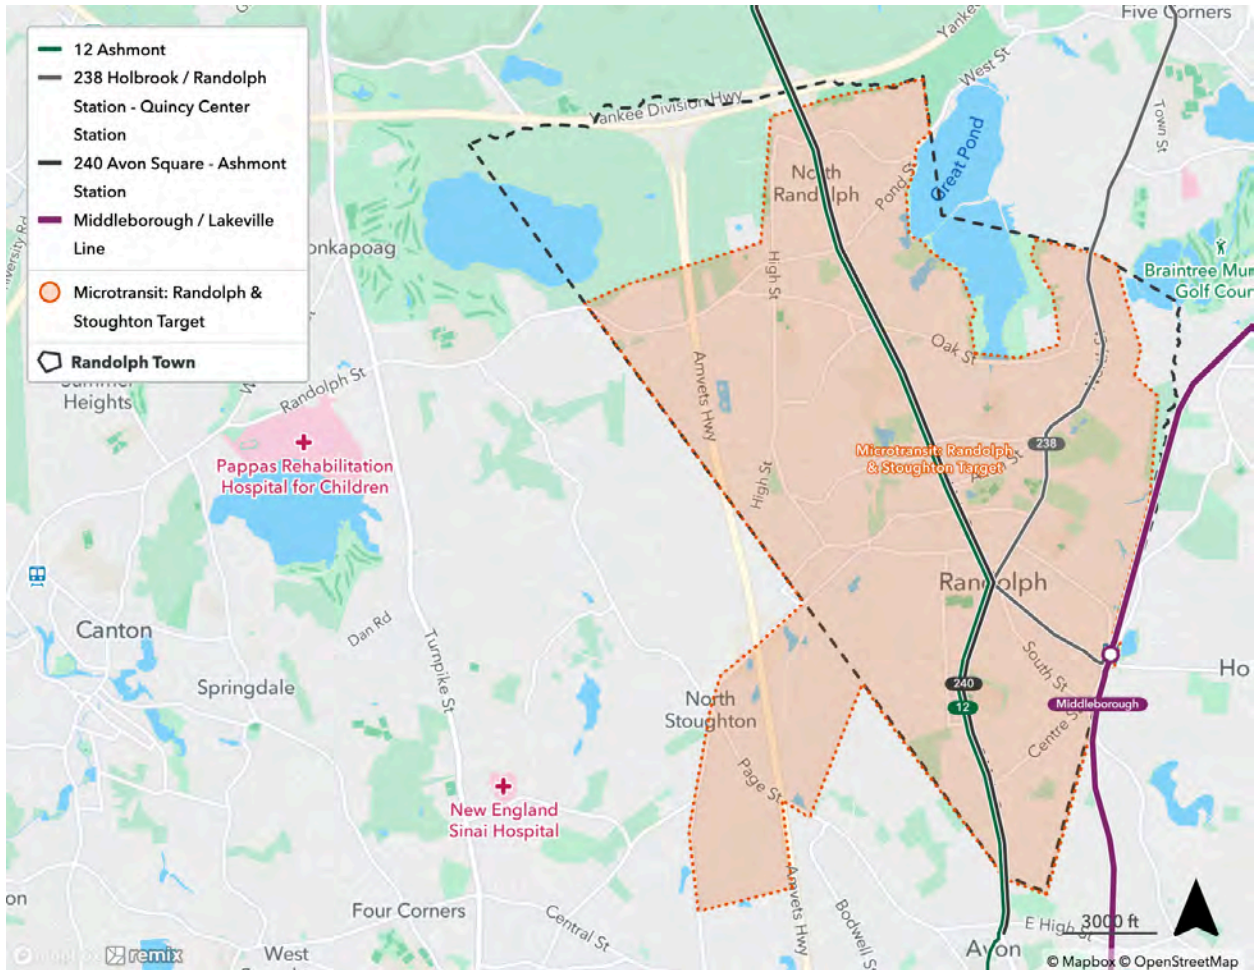 12 Ashmont
238 Holbrook / Randolph
Station - Quincy Center
Station
240 Avon Square - Ashmont
Station
Middleborough / Lakeville
Line
Microtransit: Randolph &
Stoughton Target
Randolph Town
Five Corners
Yankee
West St
Yankee Division Hwy
Town St
Great Pond
North
Randolph
Pond St
onkapoag
High St
Braintree Mun
Golf Cour
Oak St
Amvets Hwy
Heights
Randolph St
238
Microtransit: Randolph
& Stoughton Target
Pappas Rehabilitation
Hospital for Children
High St
Randolph
Canton
Dan Rd
Turnpike St
South St
Ho
Springdale
240
12
North
Stoughton
Middleborough
Centre St
Page St
New England
Sinai Hospital
on
Four Corners
Central St
Amvets Hwy
Bodwell St
E High St
3000 ft
Avon
West
mapbox remix
© Mapbox © OpenStreetMap